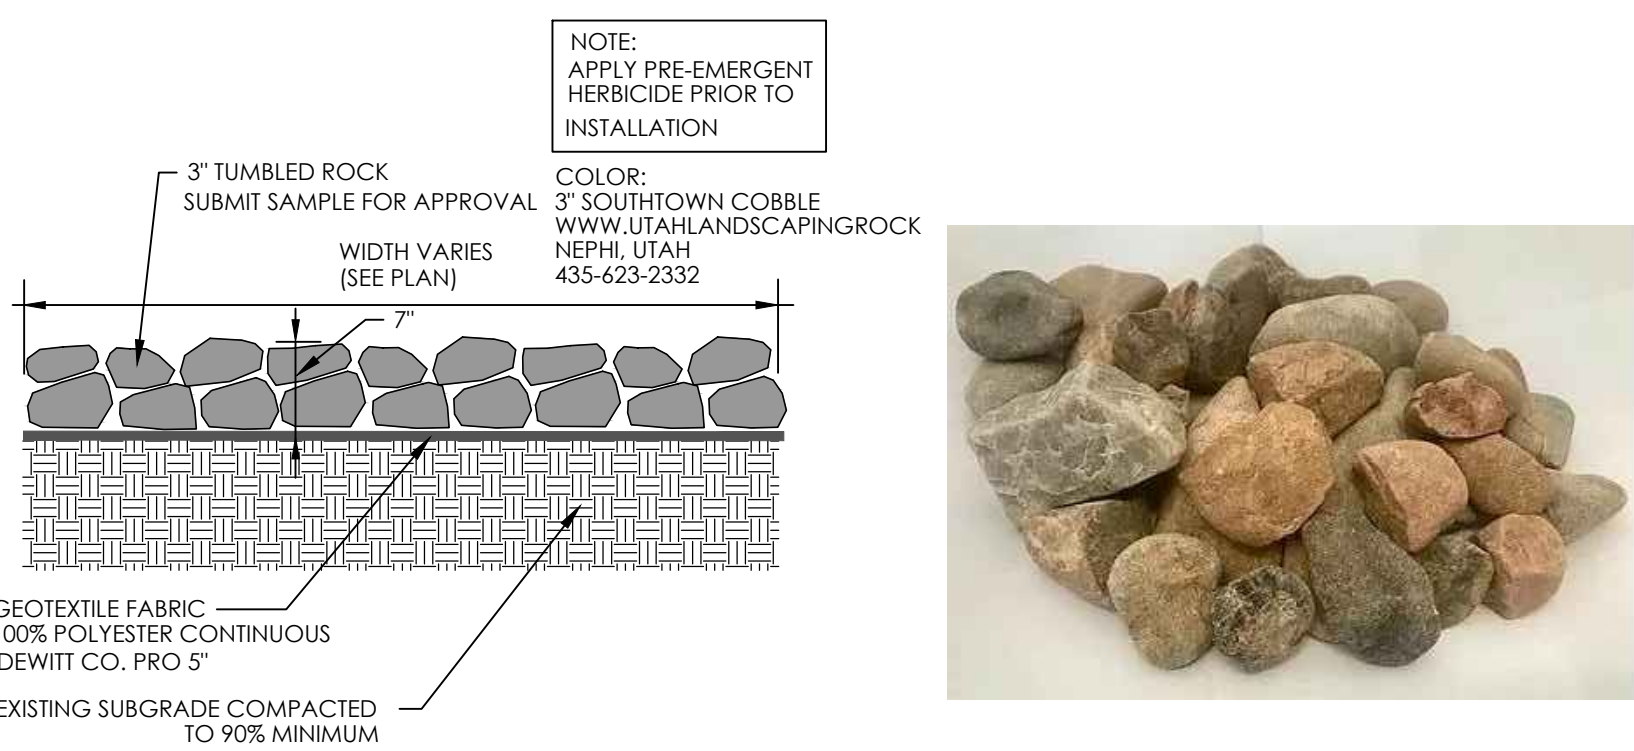 NOTE:
APPLY PRE-EMERGENT
HERBICIDE PRIOR TO
INSTALLATION
3" TUMBLED ROCK
SUBMIT SAMPLE FOR APPROVAL
COLOR:
3" SOUTHTOWN COBBLE
WWW.UTAHLANDSCAPINGROCK
NEPHI, UTAH
435-623-2332
WIDTH VARIES
(SEE PLAN)
7"
GEOTEXTILE FABRIC
00% POLYESTER CONTINUOUS
DEWITT CO. PRO 5"
EXISTING SUBGRADE COMPACTED
TO 90% MINIMUM